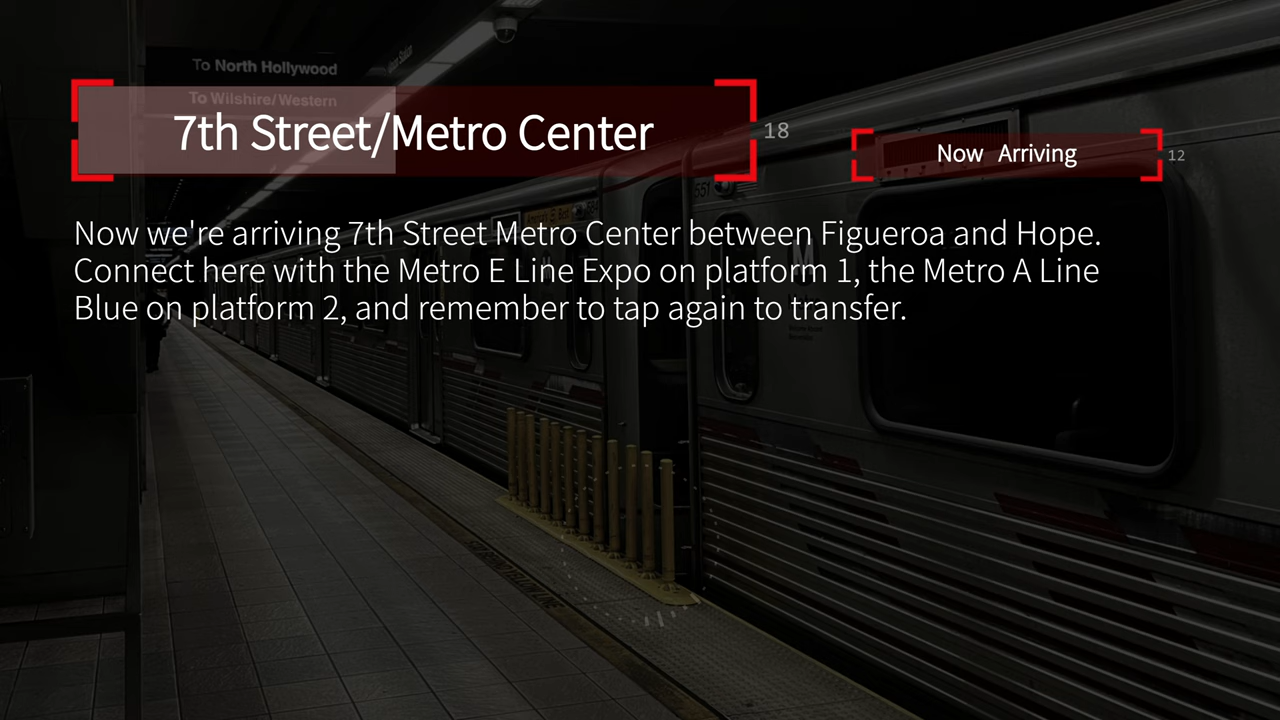 To North Hollywood
To Wilshire/Western
7th Street/Metro Center
18
Now Arriving
12
Now we're arriving 7th Street Metro Center between Figueroa and Hope.
Connect here with the Metro E Line Expo on platform 1, the Metro A Line
Blue on platform 2, and remember to tap again to transfer.
551
M